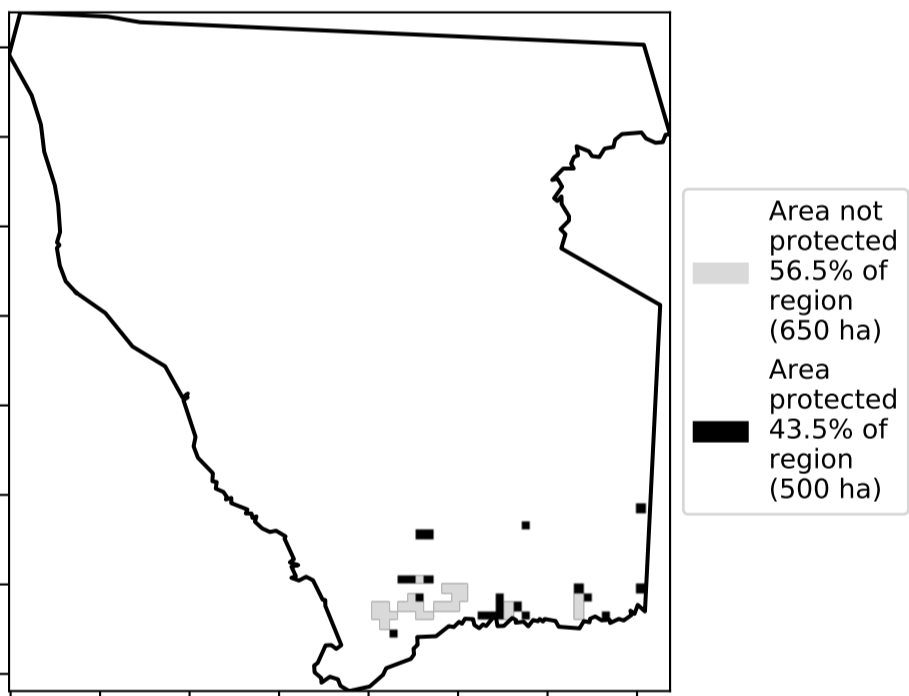 Area not
protected
56.5% of
region
(650 ha)
Area
protected
43.5% of
region
(500 ha)